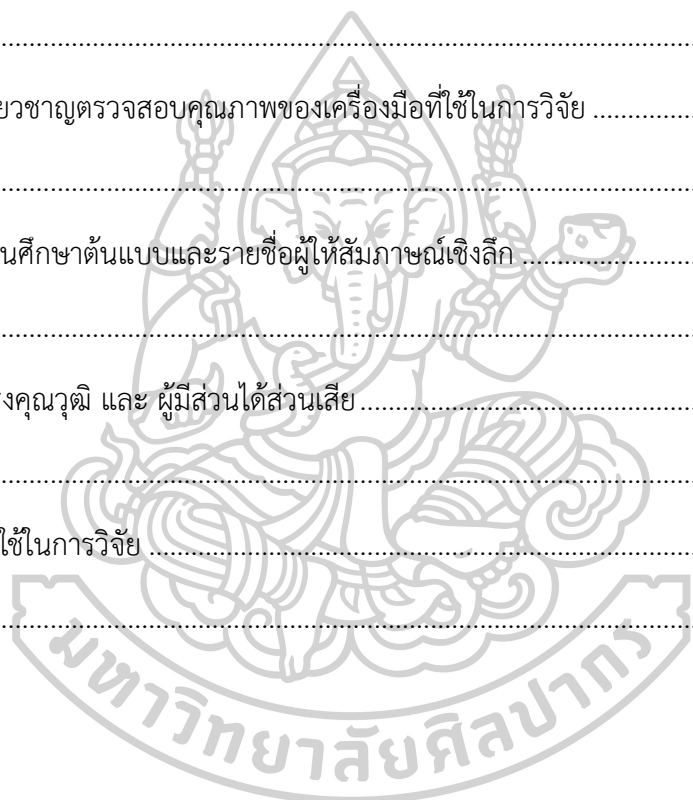 ..........................................................................................
ยวชาญตรวจสอบคุณภาพของเครื่องมือที่ใช้ในการวิจัย ..............
..........................................................................................
นศึกษาต้นแบบและรายชื่อผู้ให้สัมภาษณ์เชิงลึก ........................
..........................................................................................
งคุณวุฒิ และ ผู้มีส่วนได้ส่วนเสีย ............................................
..........................................................................................
ใช้ในการวิจัย ........................................................................
..........................................................................................
มหาวิทยาลัยศิลปากร